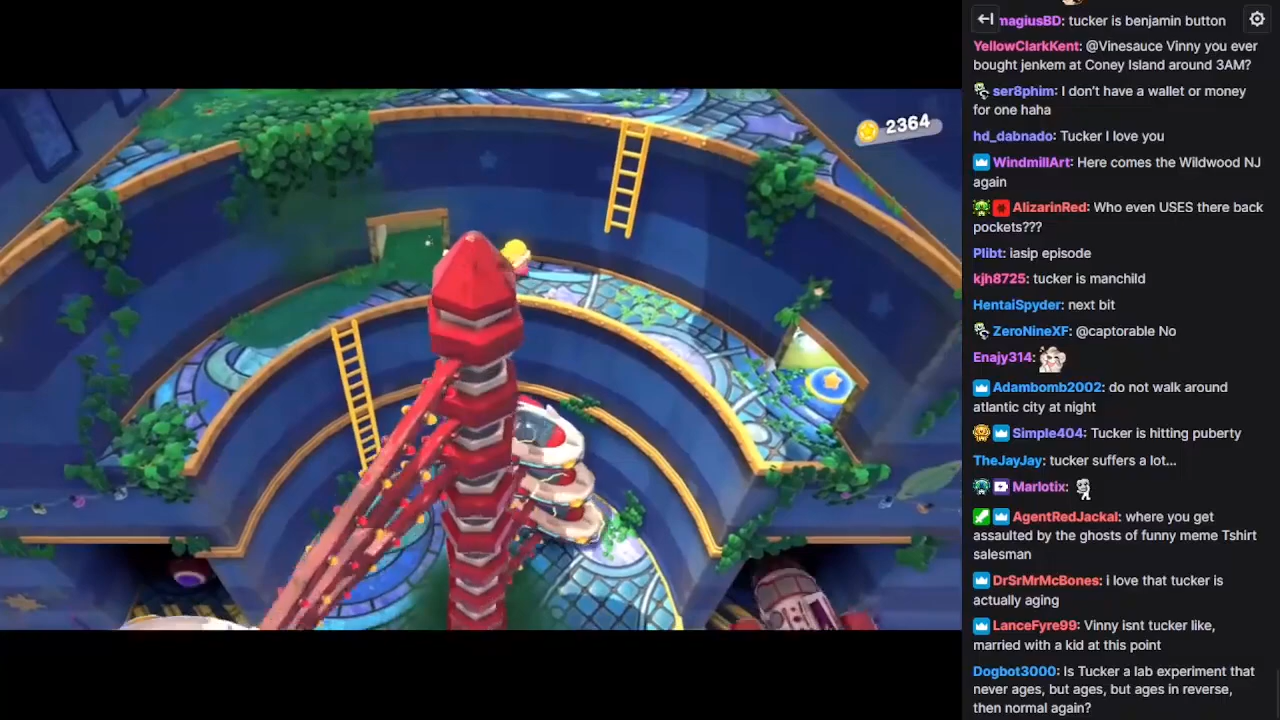 2364
magiusBD: tucker is benjamin button
YellowClarkKent: @Vinesauce Vinny you ever
bought jenkem at Coney Island around 3AM?
ser8phim: I don't have a wallet or money
for one haha
hd_dabnado: Tucker I love you
WindmillArt: Here comes the Wildwood NJ
again
AlizarinRed: Who even USES there back
pockets???
Plibt: iasip episode
kjh8725: tucker is manchild
HentaiSpyder: next bit
ZeroNineXF: @captorable No
Enajy314:
Adambomb2002: do not walk around
atlantic city at night
Simple404: Tucker is hitting puberty
TheJayJay: tucker suffers a lot...
Marlotix:
AgentRedJackal: where you get
assaulted by the ghosts of funny meme Tshirt
salesman
DrSrMrMcBones: i love that tucker is
actually aging
LanceFyre99: Vinny isnt tucker like,
married with a kid at this point
Dogbot3000: Is Tucker a lab experiment that
never ages, but ages, but ages in reverse,
then normal again?